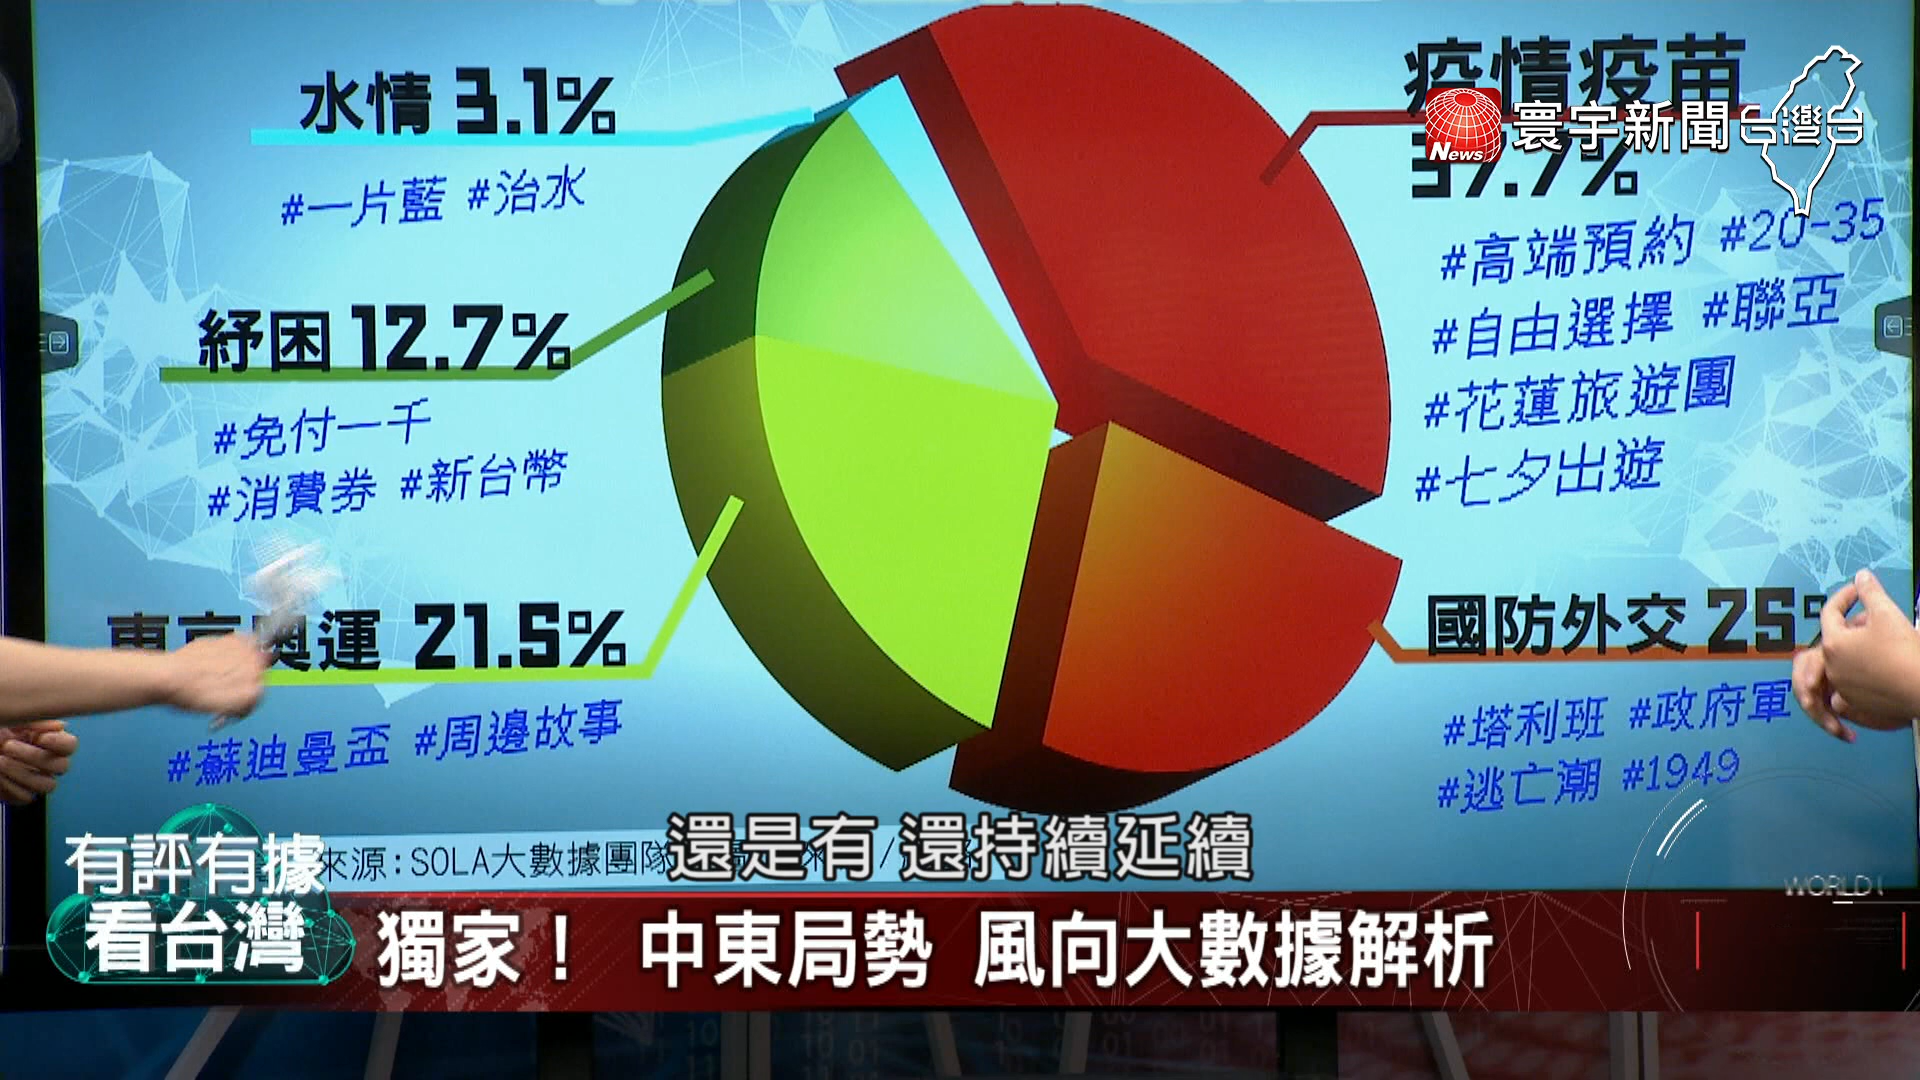 水情 3.1%
#一片藍 #治水
紓困 12.7%
#免付一千
#消費券 #新台幣
奧運 21.5%
#蘇迪曼盃 #周邊故事
疫情疫苗
37.7%
#高端預約 #20-35
#自由選擇 #聯亞
#花蓮旅遊團
#七夕出遊
國防外交 25%
#塔利班 #政府軍
#逃亡潮 #1949
News 寰宇新聞 台灣
來源:SOLA大數據團隊
還是有 還持續延續
有評有據
看台灣
獨家! 中東局勢 風向大數據解析
WORLD